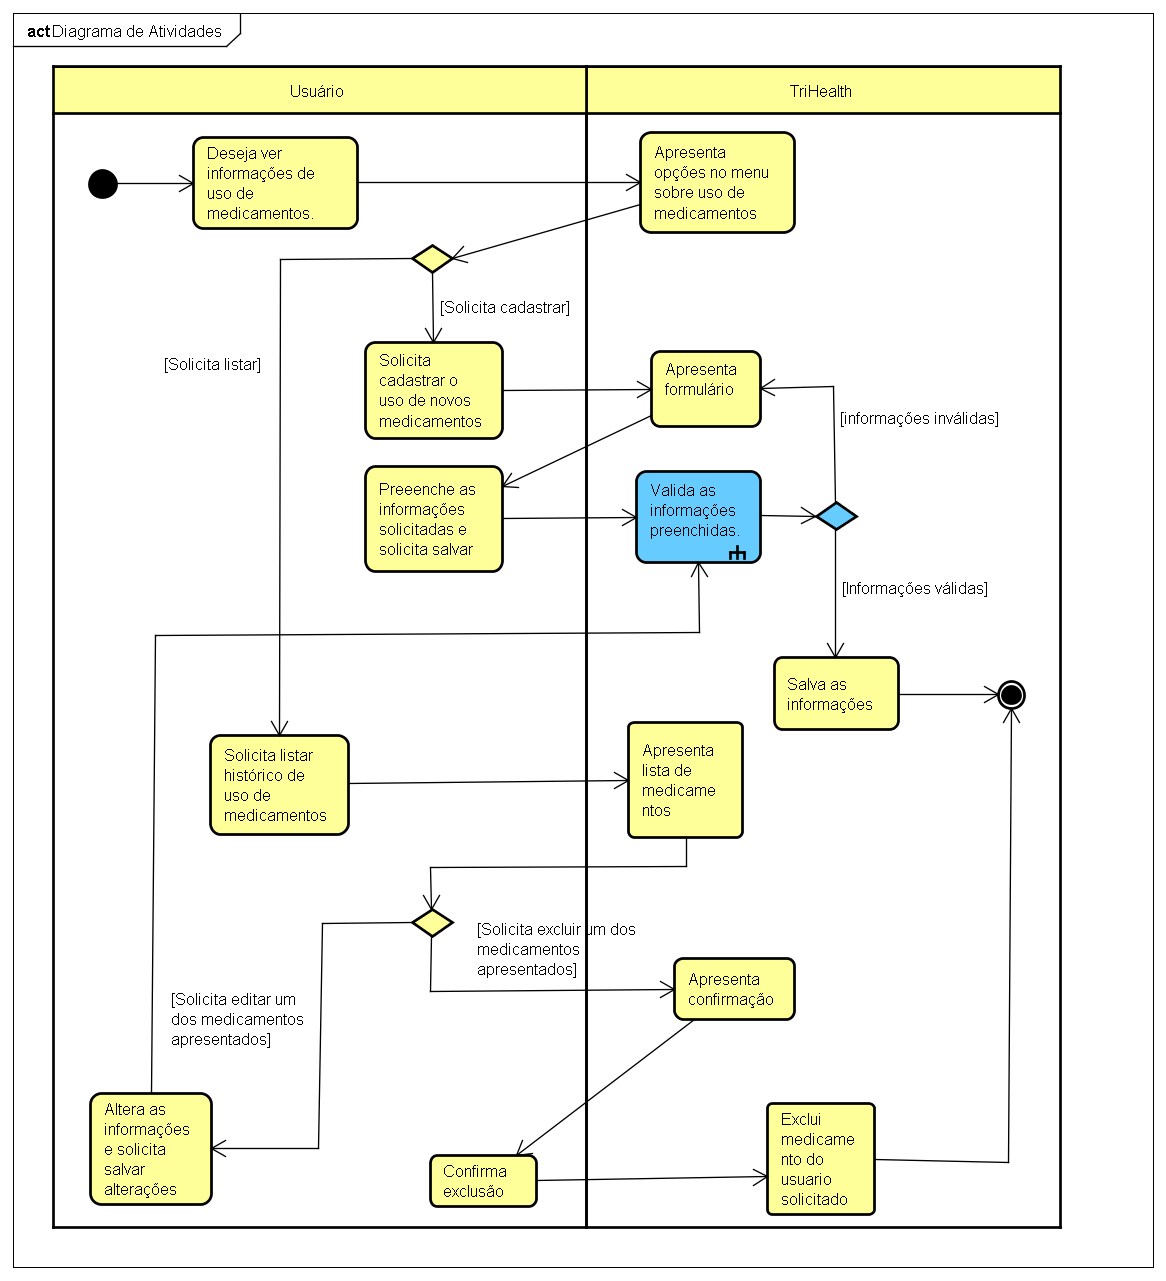 act Diagrama de Atividades
Usuário
TriHealth
Deseja ver
informações de
uso de
medicamentos.
Apresenta
opções no menu
sobre uso de
medicamentos
[Solicita cadastrar]
[Solicita listar]
Solicita
cadastrar o
uso de novos
medicamentos
Apresenta
formulário
[informações inválidas]
Preeenche as
informações
solicitadas e
solicita salvar
Valida as
informações
preenchidas.
[Informações válidas]
Salva as
informações
Solicita listar
histórico de
uso de
medicamentos
Apresenta
lista de
medicame
ntos
[Solicita excluir um dos
medicamentos
apresentados]
Apresenta
confirmação
[Solicita editar um
dos medicamentos
apresentados]
Altera as
informações
e solicita
salvar
alterações
Confirma
exclusão
Exclui
medicame
nto do
usuario
solicitado